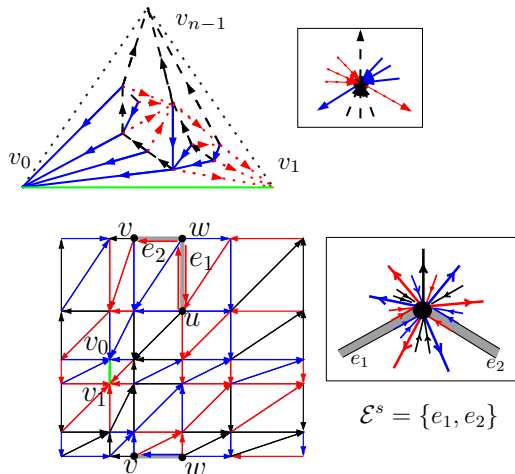 v_{n-1}
v_0
v_1
v
w
e_2
e_1
u
v_0
v_1
v
w
e_1
e_2
\mathcal{E}^s = \{e_1, e_2\}